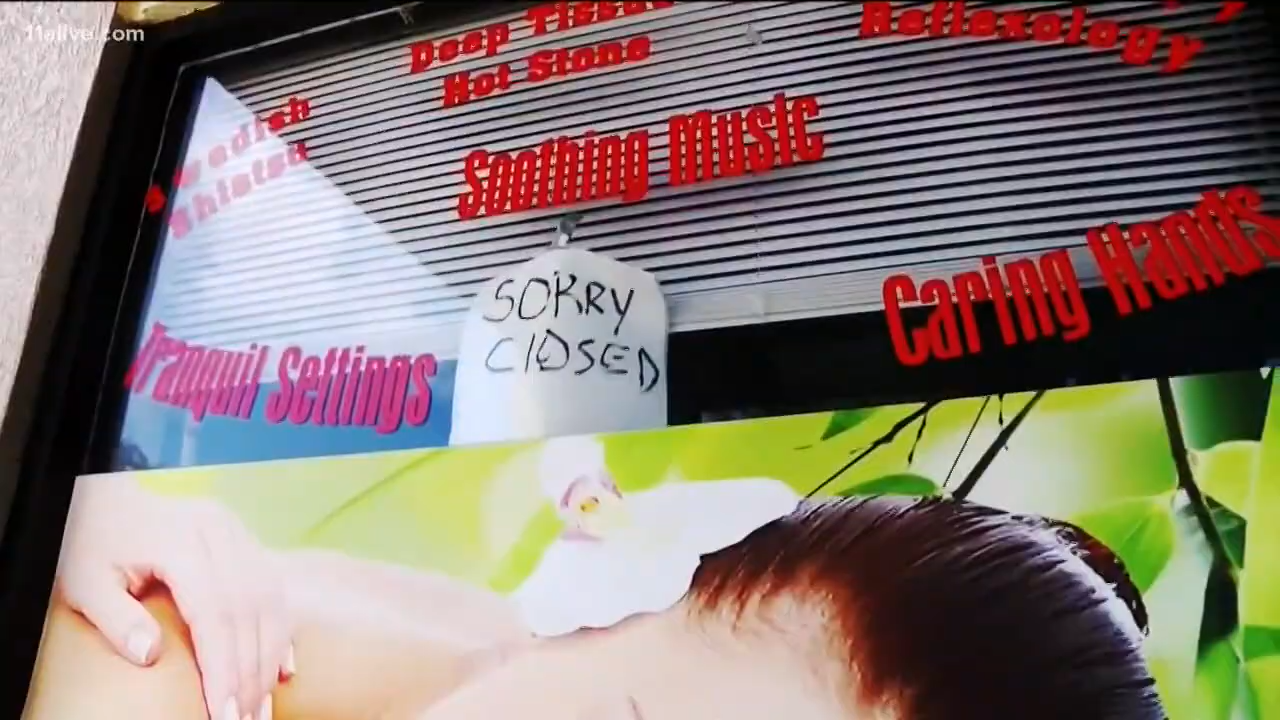 11alive.com
Deep Tissue
Hot Stone
Reflexology
Swedish
Shiatsu
Soothing Music
Caring Hands
SORRY
ClOSED
Tranquil Settings